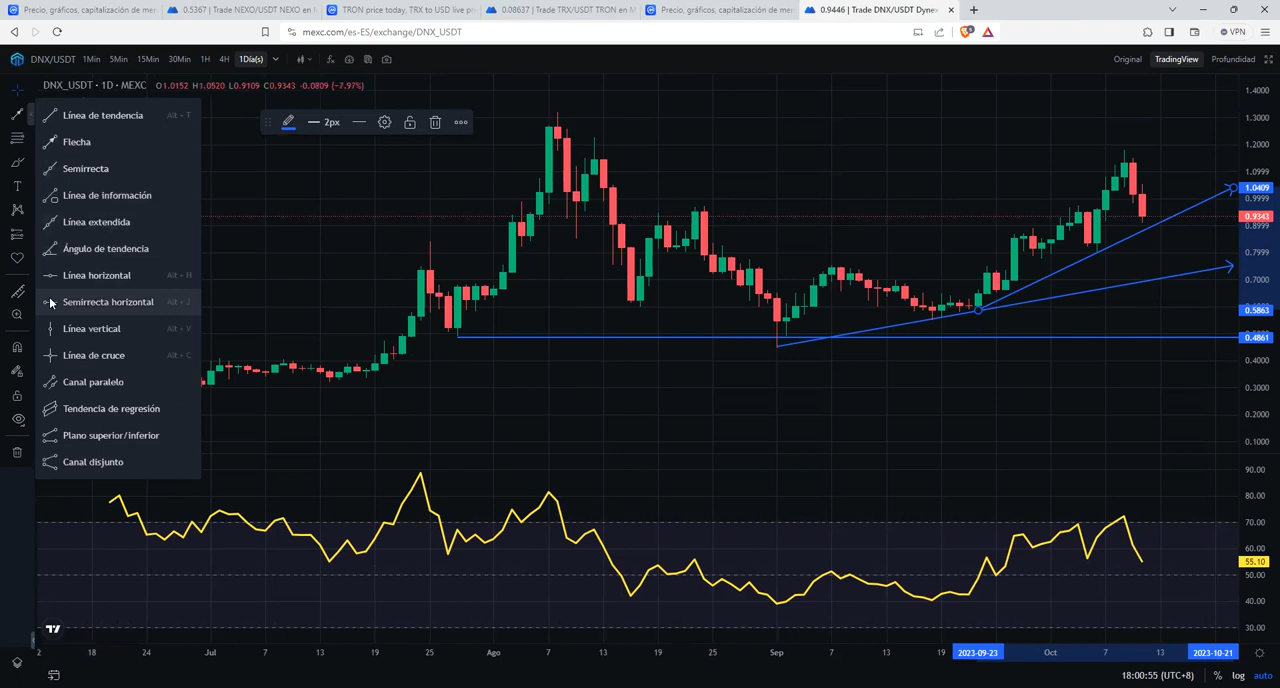 Precio, gráficos, capitalización de mer
0.5367 | Trade NEXO/USDT NEXO en
TRON price today, TRX to USD live pr
0.08637 | Trade TRX/USDT TRON en M
Precio, gráficos, capitalización de mer
0.9446 | Trade DNX/USDT Dynex
mexc.com/es-ES/exchange/DNX_USDT
VPN
DNX/USDT 1Min 5Min 15Min 30Min 1H 4H 1Día(s)
Original TradingView Profundidad
DNX_USDT · 1D · MEXC O1.0152 H1.0520 L0.9109 C0.9343 -0.0809 (-7.97%)
Línea de tendencia Alt + T
Flecha
Semirrecta
Línea de información
Línea extendida
Ángulo de tendencia
Línea horizontal Alt + H
Semirrecta horizontal Alt + J
Línea vertical Alt + V
Línea de cruce Alt + C
Canal paralelo
Tendencia de regresión
Plano superior/inferior
Canal disjunto
2px
1.4000
1.3000
1.2000
1.0999
1.0409
0.9999
0.9343
0.8999
0.7999
0.7000
0.5863
0.4861
0.4000
0.3000
0.2000
0.1000
90.00
80.00
70.00
60.00
55.10
50.00
40.00
30.00
2 18 24 Jul 7 13 19 25 Ago 7 13 19 25 Sep 7 13 19 2023-09-23 Oct 7 13 2023-10-21
18:00:55 (UTC+8) % log auto